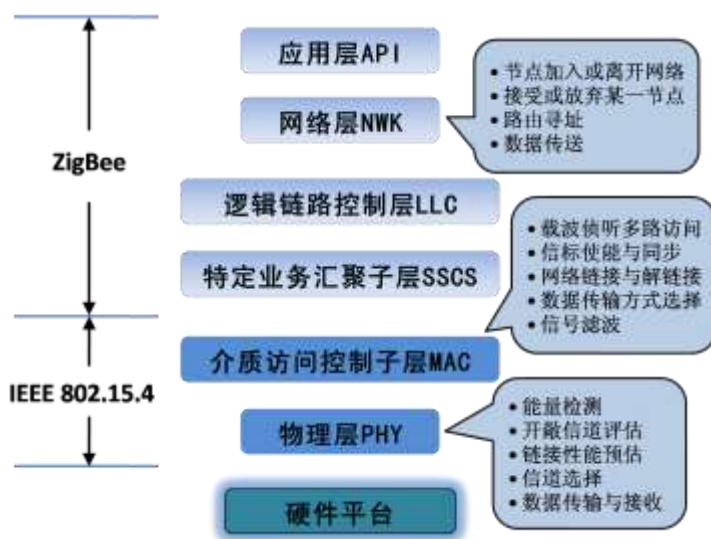 应用层API
网络层NWK
• 节点加入或离开网络
• 接受或放弃某一节点
• 路由寻址
• 数据传送
ZigBee
逻辑链路控制层LLC
特定业务汇聚子层SSCS
• 载波侦听多路访问
• 信标使能与同步
• 网络链接与解链接
• 数据传输方式选择
• 信号滤波
介质访问控制子层MAC
IEEE 802.15.4
物理层PHY
• 能量检测
• 开敞信道评估
• 链接性能预估
• 信道选择
• 数据传输与接收
硬件平台